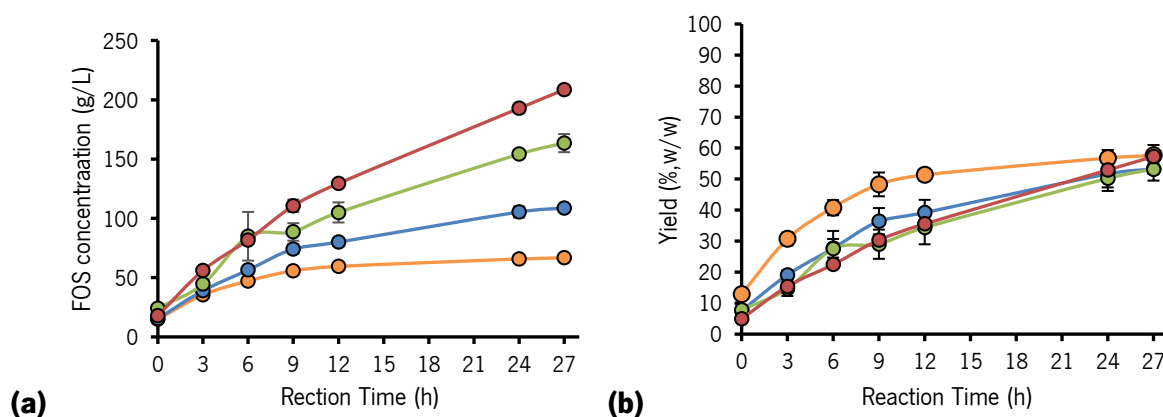 250
200
150
100
50
0
FOS concentraation (g/L)
0 3 6 9 12 15 18 21 24 27
Rection Time (h)
(a)
100
90
80
70
60
50
40
30
20
10
0
Yield (%,w/w)
0 3 6 9 12 15 18 21 24 27
Reaction Time (h)
(b)